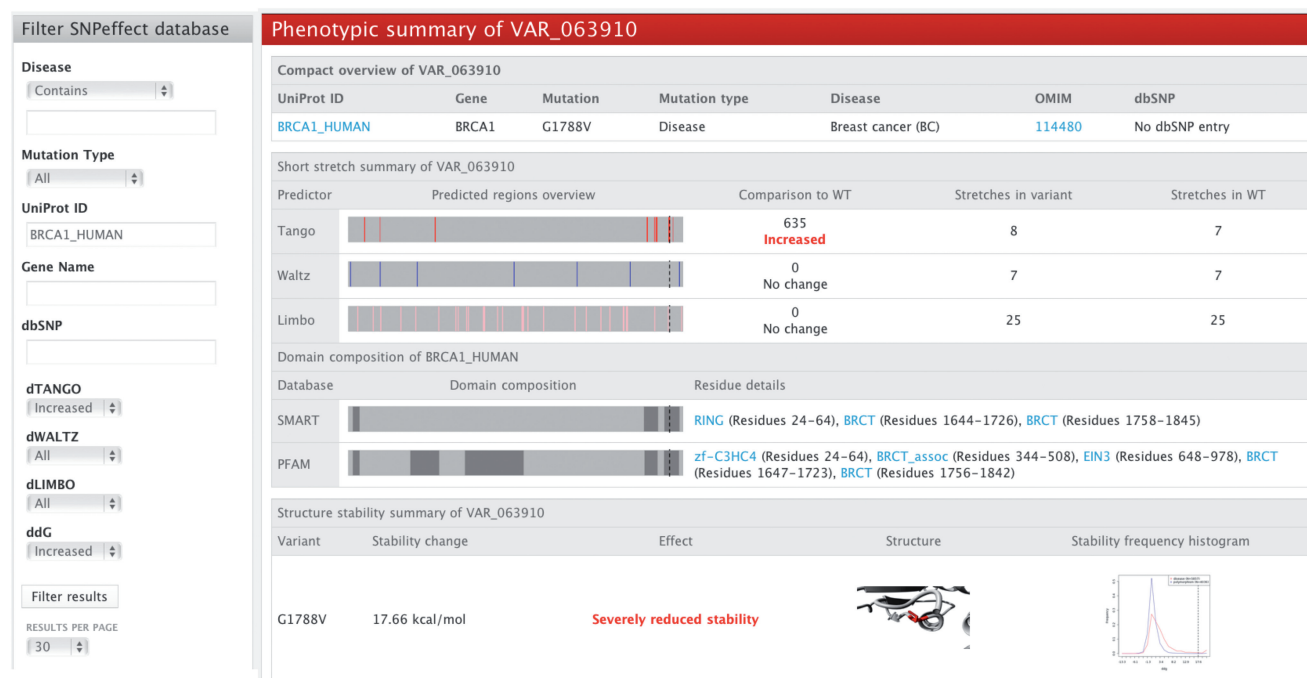 Filter SNPeffect database
Disease
Contains
Mutation Type
All
UniProt ID
BRCA1_HUMAN
Gene Name
dbSNP
dTANGO
Increased
dWALTZ
All
dLIMBO
All
ddG
Increased
Filter results
RESULTS PER PAGE
30
Phenotypic summary of VAR_063910
Compact overview of VAR_063910
UniProt ID Gene Mutation Mutation type Disease OMIM dbSNP
BRCA1_HUMAN BRCA1 G1788V Disease Breast cancer (BC) 114480 No dbSNP entry
Short stretch summary of VAR_063910
Predictor Predicted regions overview Comparison to WT Stretches in variant Stretches in WT
635
Tango 8 7
Increased
0
Waltz 7 7
No change
0
Limbo 25 25
No change
Domain composition of BRCA1_HUMAN
Database Domain composition Residue details
SMART RING (Residues 24-64), BRCT (Residues 1644-1726), BRCT (Residues 1758-1845)
PFAM zf-C3HC4 (Residues 24-64), BRCT_assoc (Residues 344-508), EIN3 (Residues 648-978), BRCT
(Residues 1647-1723), BRCT (Residues 1756-1842)
Structure stability summary of VAR_063910
Variant Stability change Effect Structure Stability frequency histogram
G1788V 17.66 kcal/mol Severely reduced stability